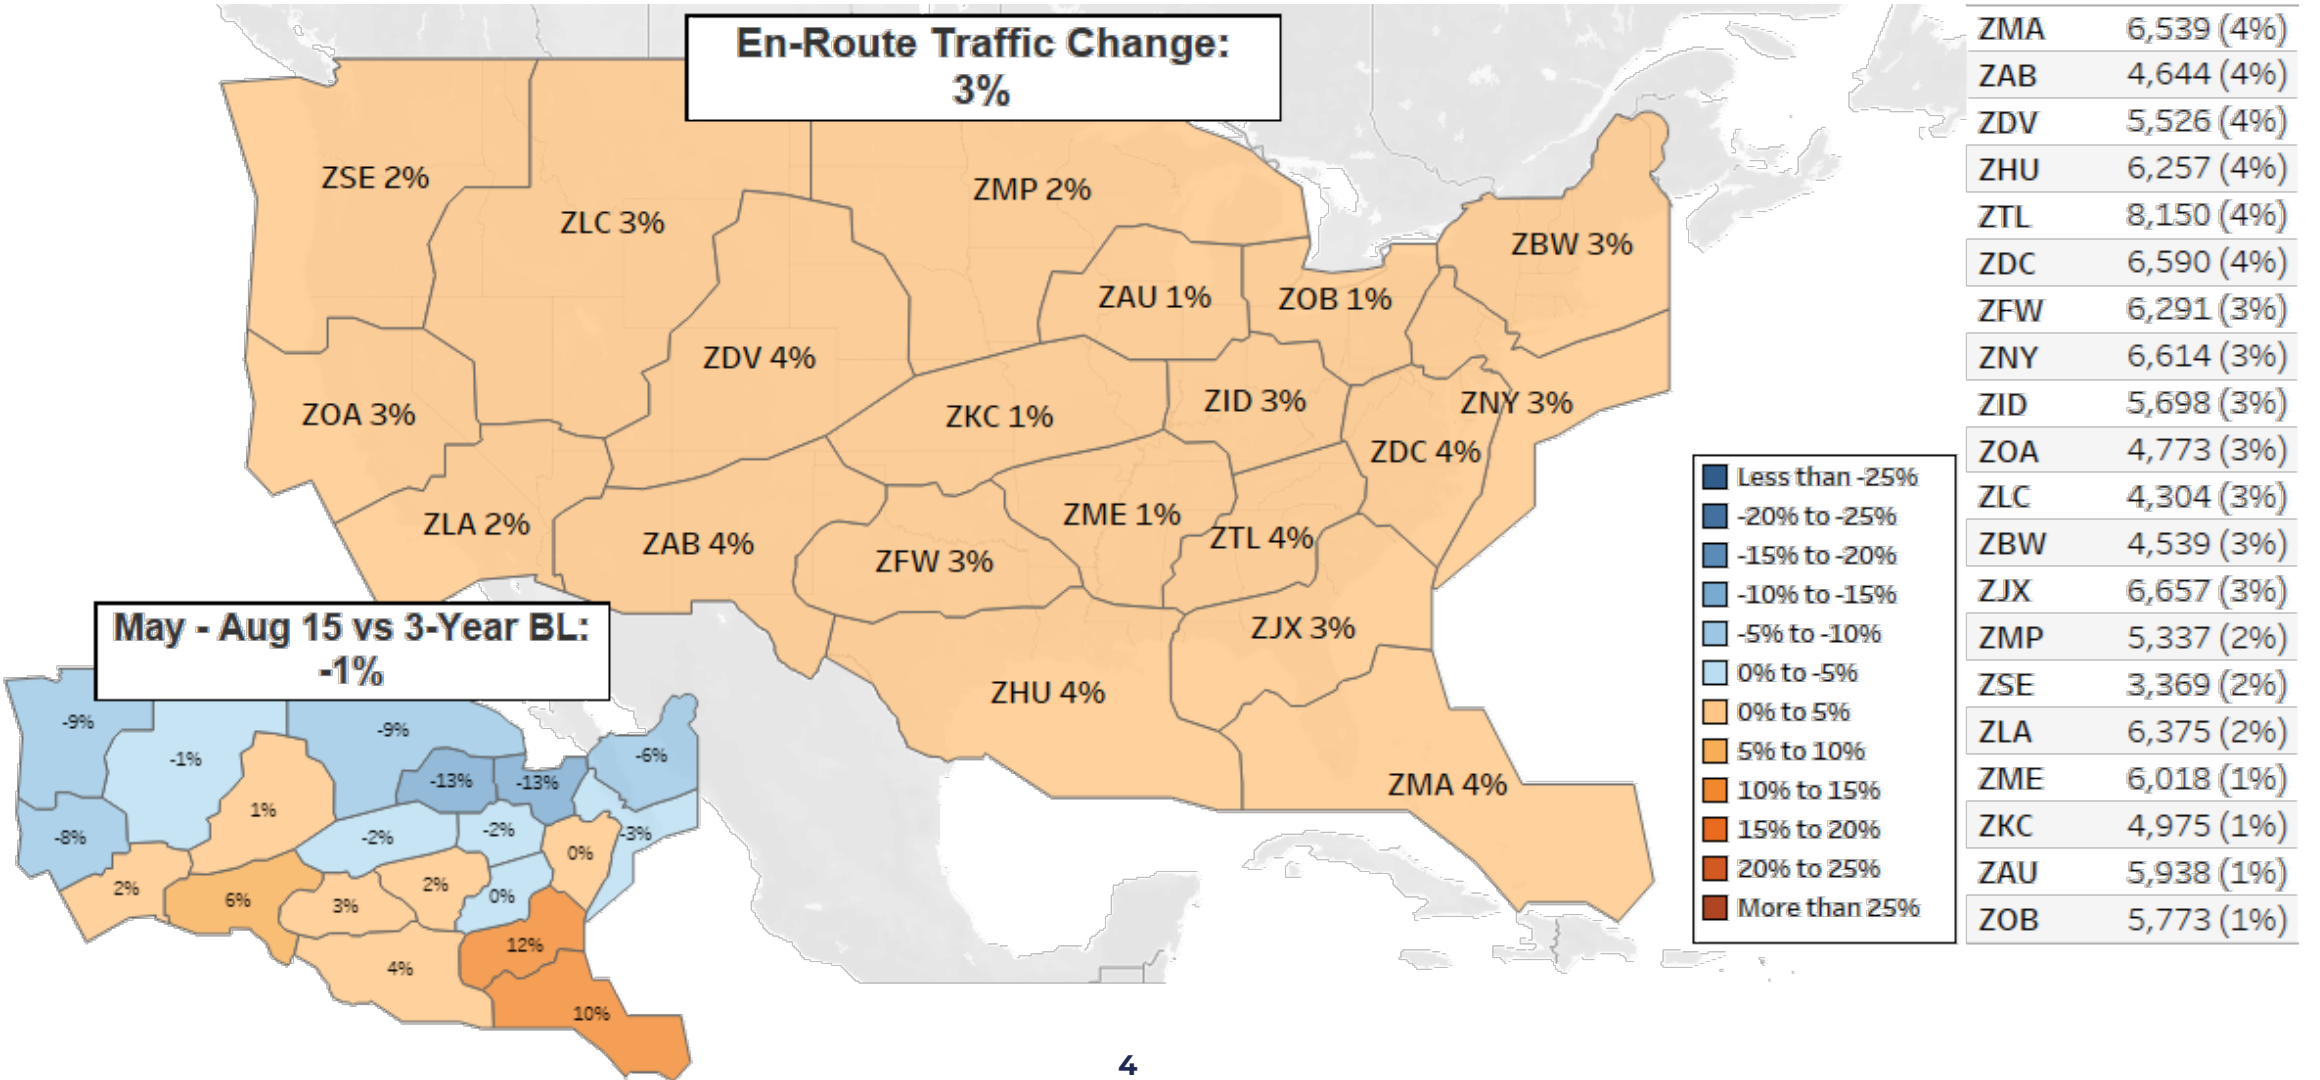 En-Route Traffic Change:
3%
ZSE 2%
ZLC 3%
ZMP 2%
ZBW 3%
ZAU 1%
ZOB 1%
ZDV 4%
ZOA 3%
ZKC 1%
ZID 3%
ZNY 3%
ZDC 4%
ZLA 2%
ZAB 4%
ZFW 3%
ZME 1%
ZTL 4%
ZJX 3%
ZHU 4%
ZMA 4%
May - Aug 15 vs 3-Year BL:
-1%
-9%
-1%
-9%
-13%
-13%
-6%
1%
-8%
-2%
-2%
-3%
0%
2%
6%
3%
2%
0%
12%
4%
10%
Less than -25%
-20% to -25%
-15% to -20%
-10% to -15%
-5% to -10%
0% to -5%
0% to 5%
5% to 10%
10% to 15%
15% to 20%
20% to 25%
More than 25%
ZMA 6,539 (4%)
ZAB 4,644 (4%)
ZDV 5,526 (4%)
ZHU 6,257 (4%)
ZTL 8,150 (4%)
ZDC 6,590 (4%)
ZFW 6,291 (3%)
ZNY 6,614 (3%)
ZID 5,698 (3%)
ZOA 4,773 (3%)
ZLC 4,304 (3%)
ZBW 4,539 (3%)
ZJX 6,657 (3%)
ZMP 5,337 (2%)
ZSE 3,369 (2%)
ZLA 6,375 (2%)
ZME 6,018 (1%)
ZKC 4,975 (1%)
ZAU 5,938 (1%)
ZOB 5,773 (1%)
4